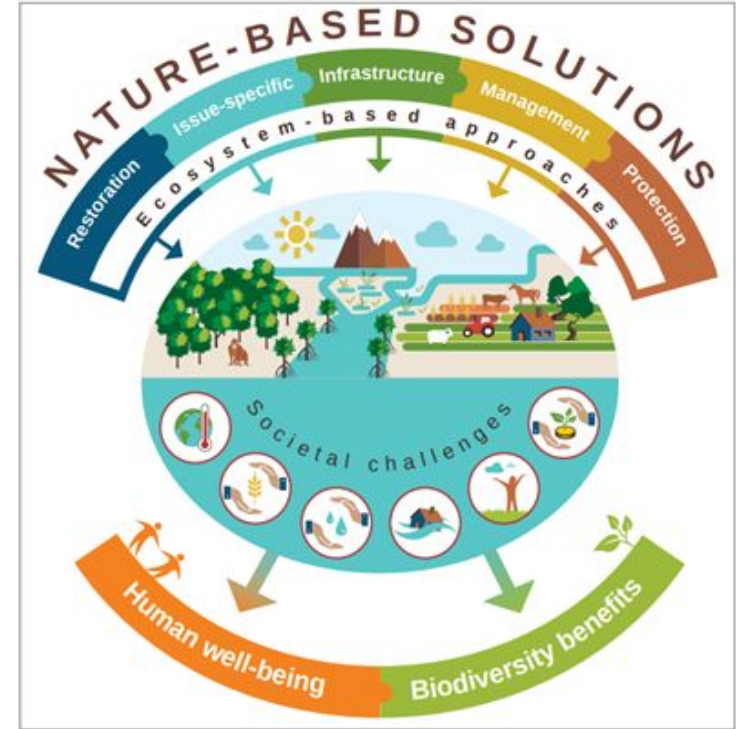 NATURE-BASED SOLUTIONS
Restoration
Issue-specific
Infrastructure
Management
Protection
Ecosystem-based approaches
Societal challenges
Human well-being
Biodiversity benefits